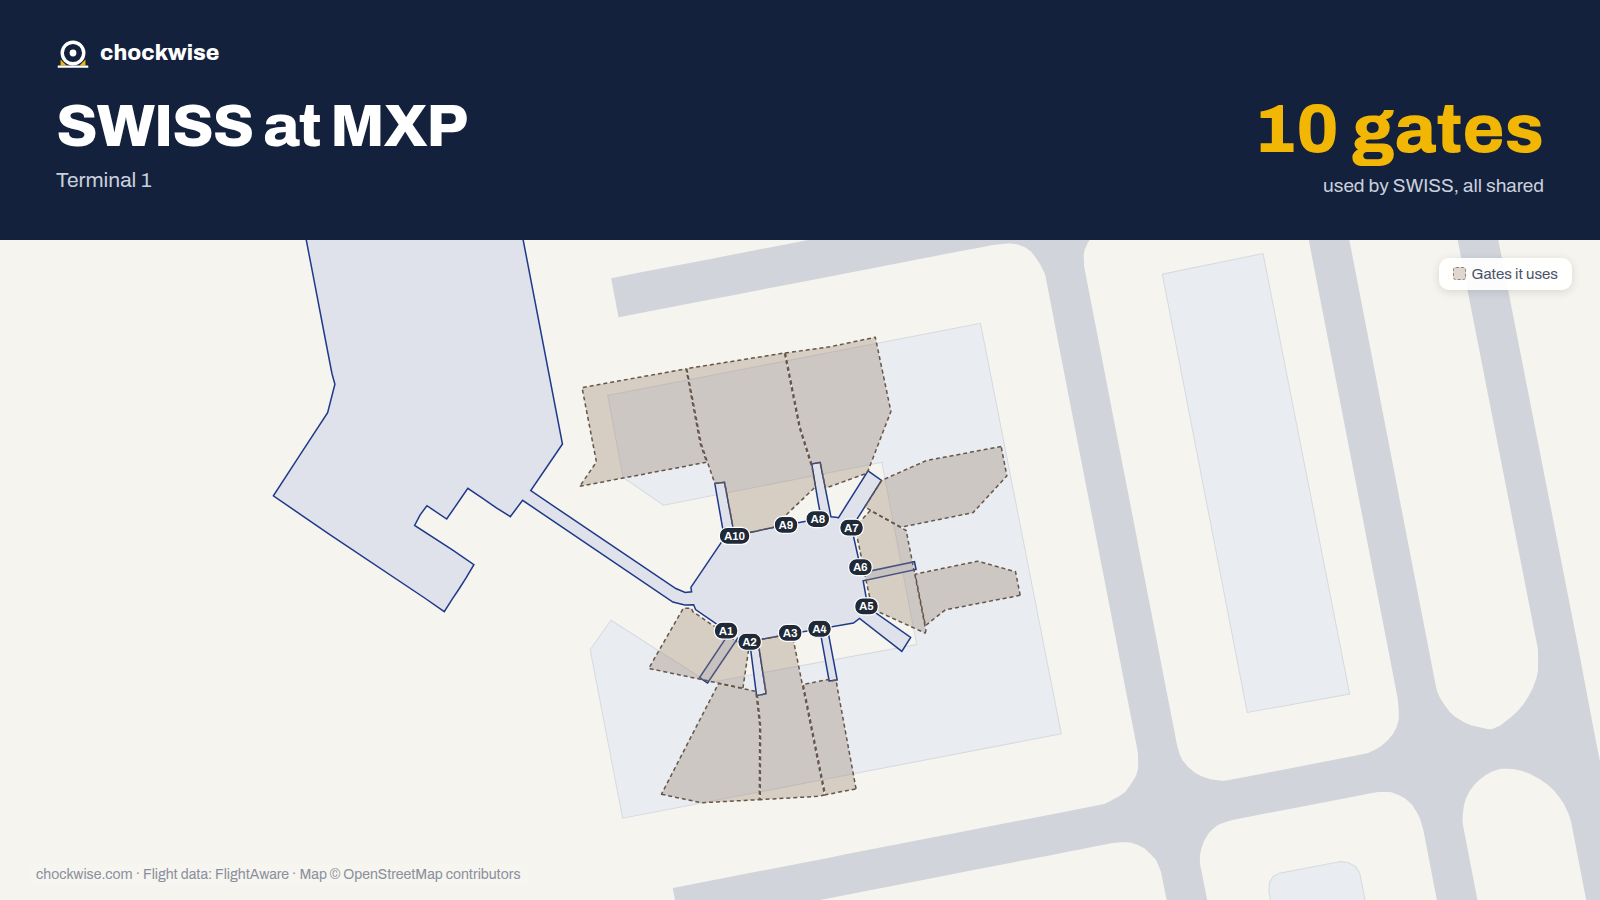 chockwise
SWISS at MXP
Terminal 1
10 gates
used by SWISS, all shared
Gates it uses
A10
A9
A8
A7
A6
A5
A1
A2
A3
A4
chockwise.com · Flight data: FlightAware · Map © OpenStreetMap contributors